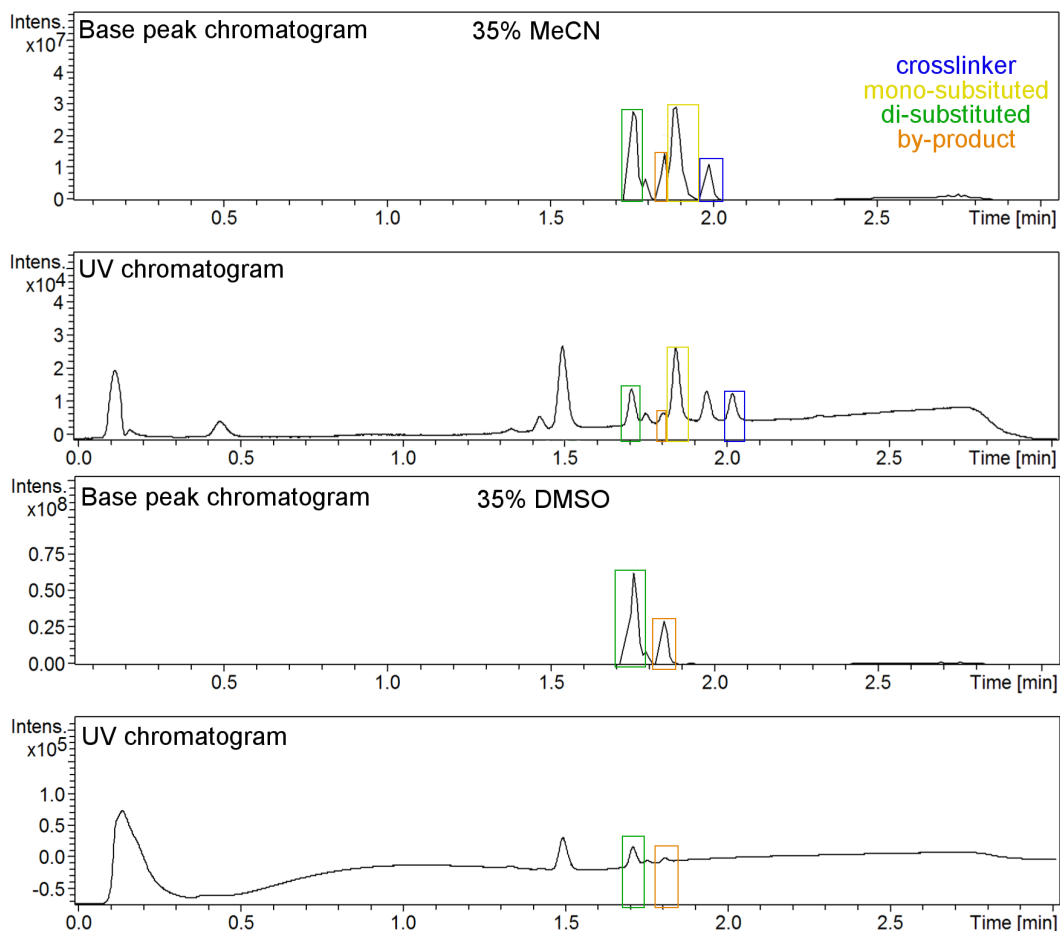 Intens.
x10^7
Base peak chromatogram
35% MeCN
crosslinker
mono-subsituted
di-substituted
by-product
4
3
2
1
0
0.5 1.0 1.5 2.0 2.5 Time [min]
Intens.
x10^4
UV chromatogram
4
3
2
1
0
0.0 0.5 1.0 1.5 2.0 2.5 Time [min]
Intens.
x10^8
Base peak chromatogram
35% DMSO
0.75
0.50
0.25
0.00
0.5 1.0 1.5 2.0 2.5 Time [min]
Intens.
x10^5
UV chromatogram
1.0
0.5
0.0
-0.5
0.0 0.5 1.0 1.5 2.0 2.5 Time [min]